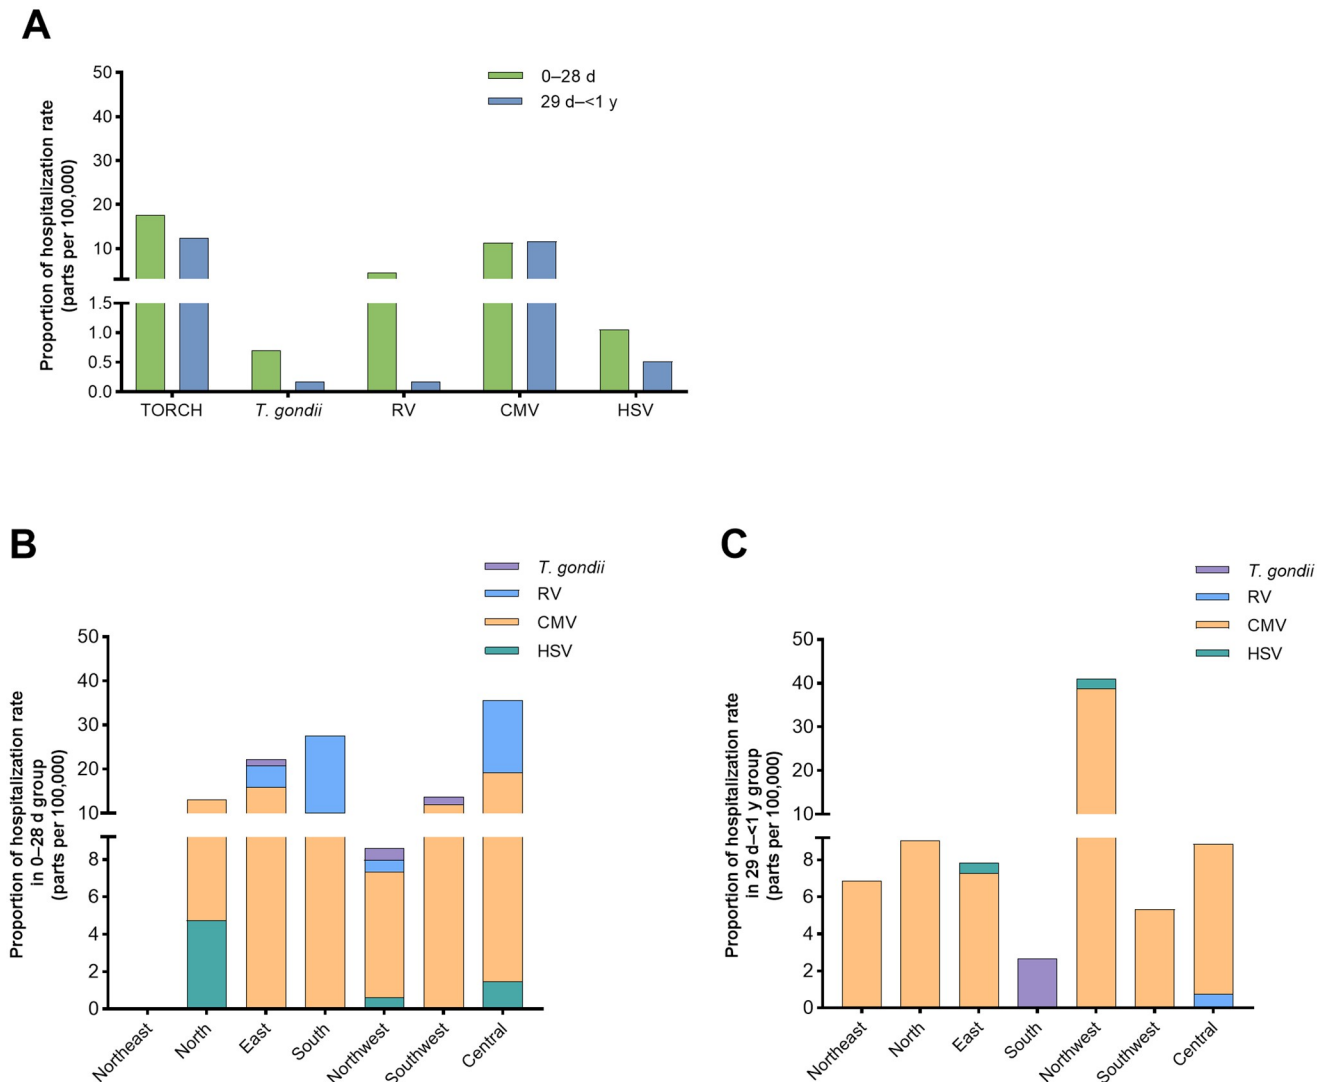 A
Proportion of hospitalization rate
(parts per 100,000)
50
40
30
20
10
1.5
1.0
0.5
0.0
0–28 d
29 d–<1 y
TORCH
T. gondii
RV
CMV
HSV
B
Proportion of hospitalization rate
in 0–28 d group
(parts per 100,000)
50
40
30
20
10
8
6
4
2
0
T. gondii
RV
CMV
HSV
Northeast
North
East
South
Northwest
Southwest
Central
C
Proportion of hospitalization rate
in 29 d–<1 y group
(parts per 100,000)
50
40
30
20
10
8
6
4
2
0
T. gondii
RV
CMV
HSV
Northeast
North
East
South
Northwest
Southwest
Central